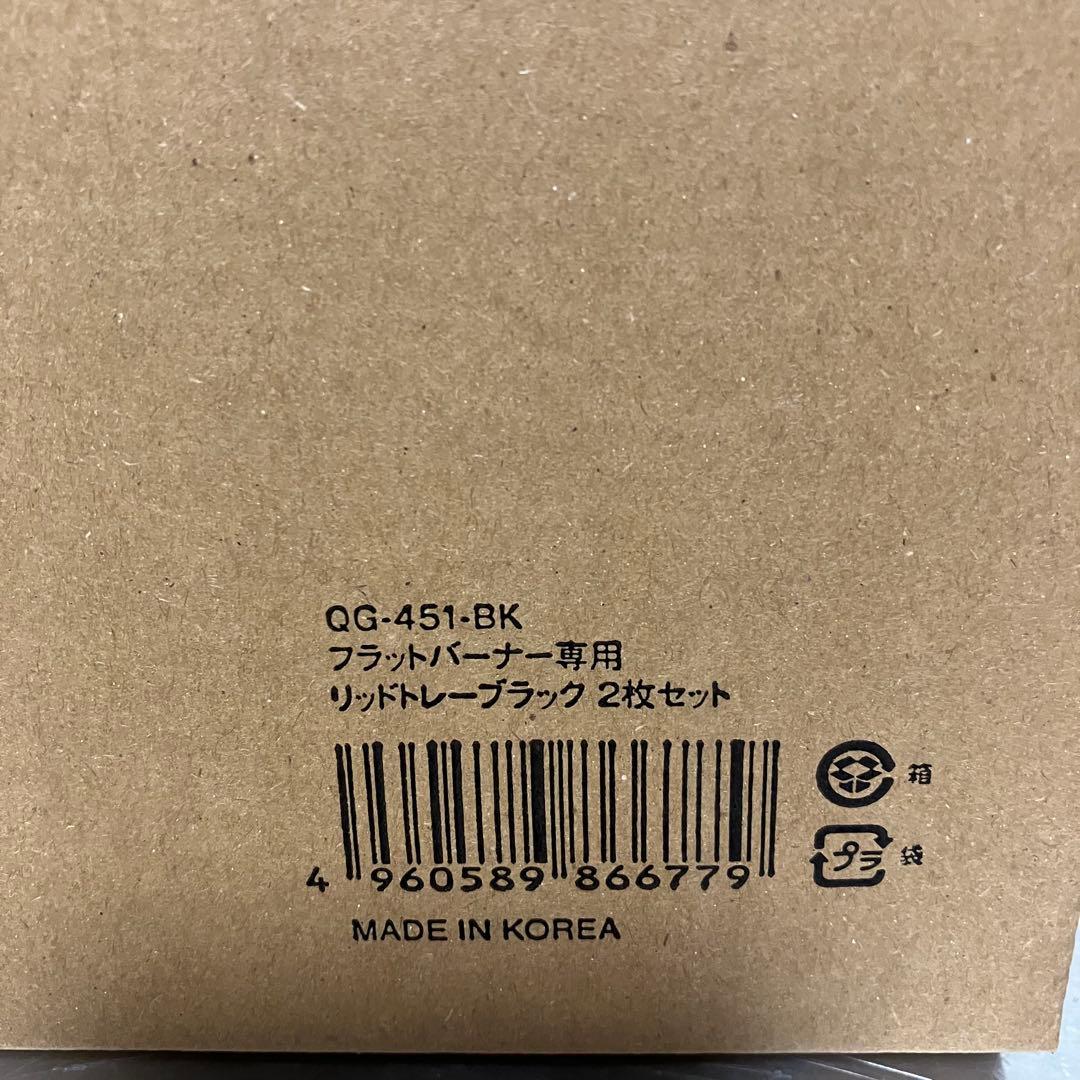 QG-451-BK
フラットバーナー専用
リッドトレーブラック 2枚セット
箱
プラ 袋
4 960589 866779
MADE IN KOREA